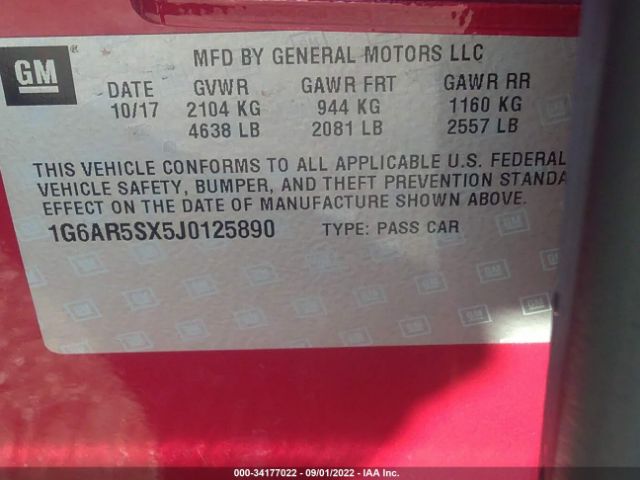 GM
MFD BY GENERAL MOTORS LLC
DATE GVWR GAWR FRT GAWR RR
10/17 2104 KG 944 KG 1160 KG
4638 LB 2081 LB 2557 LB
THIS VEHICLE CONFORMS TO ALL APPLICABLE U.S. FEDERAL
VEHICLE SAFETY, BUMPER, AND THEFT PREVENTION STANDA
EFFECT ON THE DATE OF MANUFACTURE SHOWN ABOVE.
1G6AR5SX5J0125890 TYPE: PASS CAR
000-34177022 - 09/01/2022 - IAA Inc.